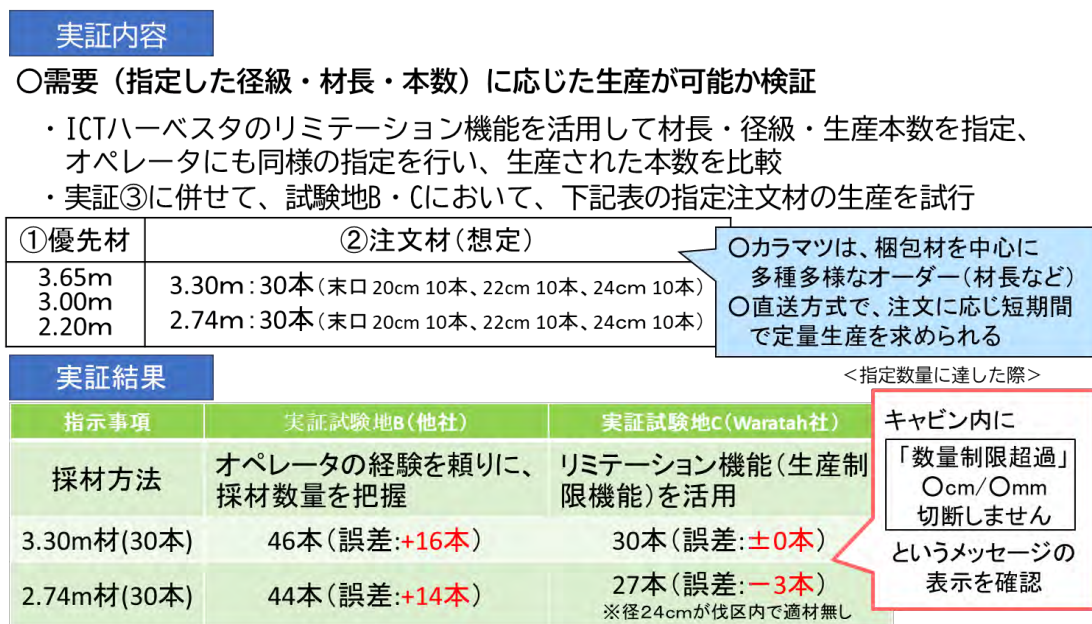 実証内容
〇需要（指定した径級・材長・本数）に応じた生産が可能か検証
・ICTハーベスタのリミテーション機能を活用して材長・径級・生産本数を指定、
オペレータにも同様の指定を行い、生産された本数を比較
・実証③に併せて、試験地B・Cにおいて、下記表の指定注文材の生産を試行
①優先材 ②注文材（想定）
3.65m
3.00m
2.20m
3.30m：30本（末口 20cm 10本、22cm 10本、24cm 10本）
2.74m：30本（末口 20cm 10本、22cm 10本、24cm 10本）
〇カラマツは、梱包材を中心に
多種多様なオーダー（材長など）
〇直送方式で、注文に応じ短期間
で定量生産を求められる
実証結果
＜指定数量に達した際＞
指示事項 実証試験地B（他社） 実証試験地C（Waratah社）
採材方法
オペレータの経験を頼りに、
採材数量を把握
リミテーション機能（生産制
限機能）を活用
3.30m材(30本) 46本（誤差:+16本） 30本（誤差:±0本）
2.74m材(30本) 44本（誤差:+14本） 27本（誤差:－3本）
※径24cmが伐区内で適材無し
キャビン内に
「数量制限超過」
〇cm/〇mm
切断しません
というメッセージの
表示を確認